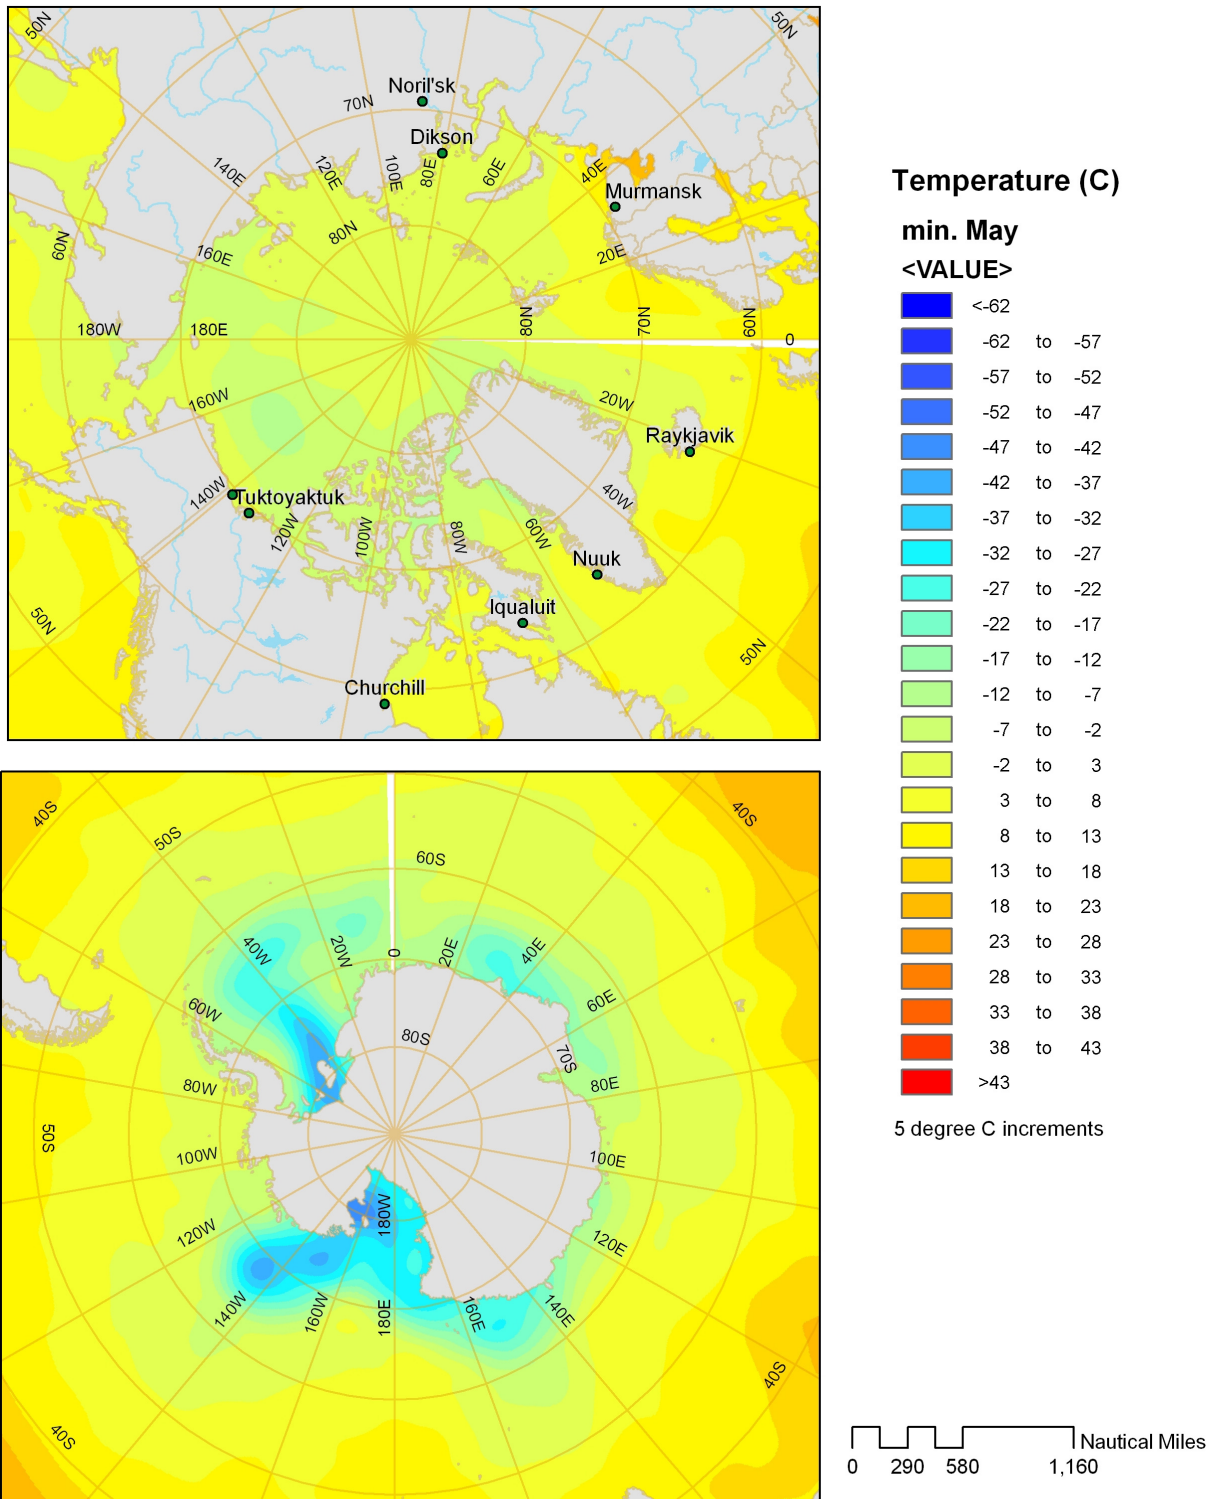 50N
50N
Noril'sk
70N
Dikson
140E
120E
100E
80E
60E
40E
Murmansk
80N
60N
160E
20E
180W
180E
80N
70N
60N
0
160W
20W
Raykjavik
140W
Tuktoyaktuk
120W
100W
80W
60W
40W
Nuuk
Iqualuit
50N
50N
Churchill
40S
50S
40S
60S
40W
20W
0
20E
40E
60W
60E
80S
70S
80W
80E
50S
100W
100E
180W
120W
120E
140W
160W
180E
160E
140E
40S
40S
Temperature (C)
min. May
<VALUE>
<-62
-62 to -57
-57 to -52
-52 to -47
-47 to -42
-42 to -37
-37 to -32
-32 to -27
-27 to -22
-22 to -17
-17 to -12
-12 to -7
-7 to -2
-2 to 3
3 to 8
8 to 13
13 to 18
18 to 23
23 to 28
28 to 33
33 to 38
38 to 43
>43
5 degree C increments
Nautical Miles
0 290 580 1,160